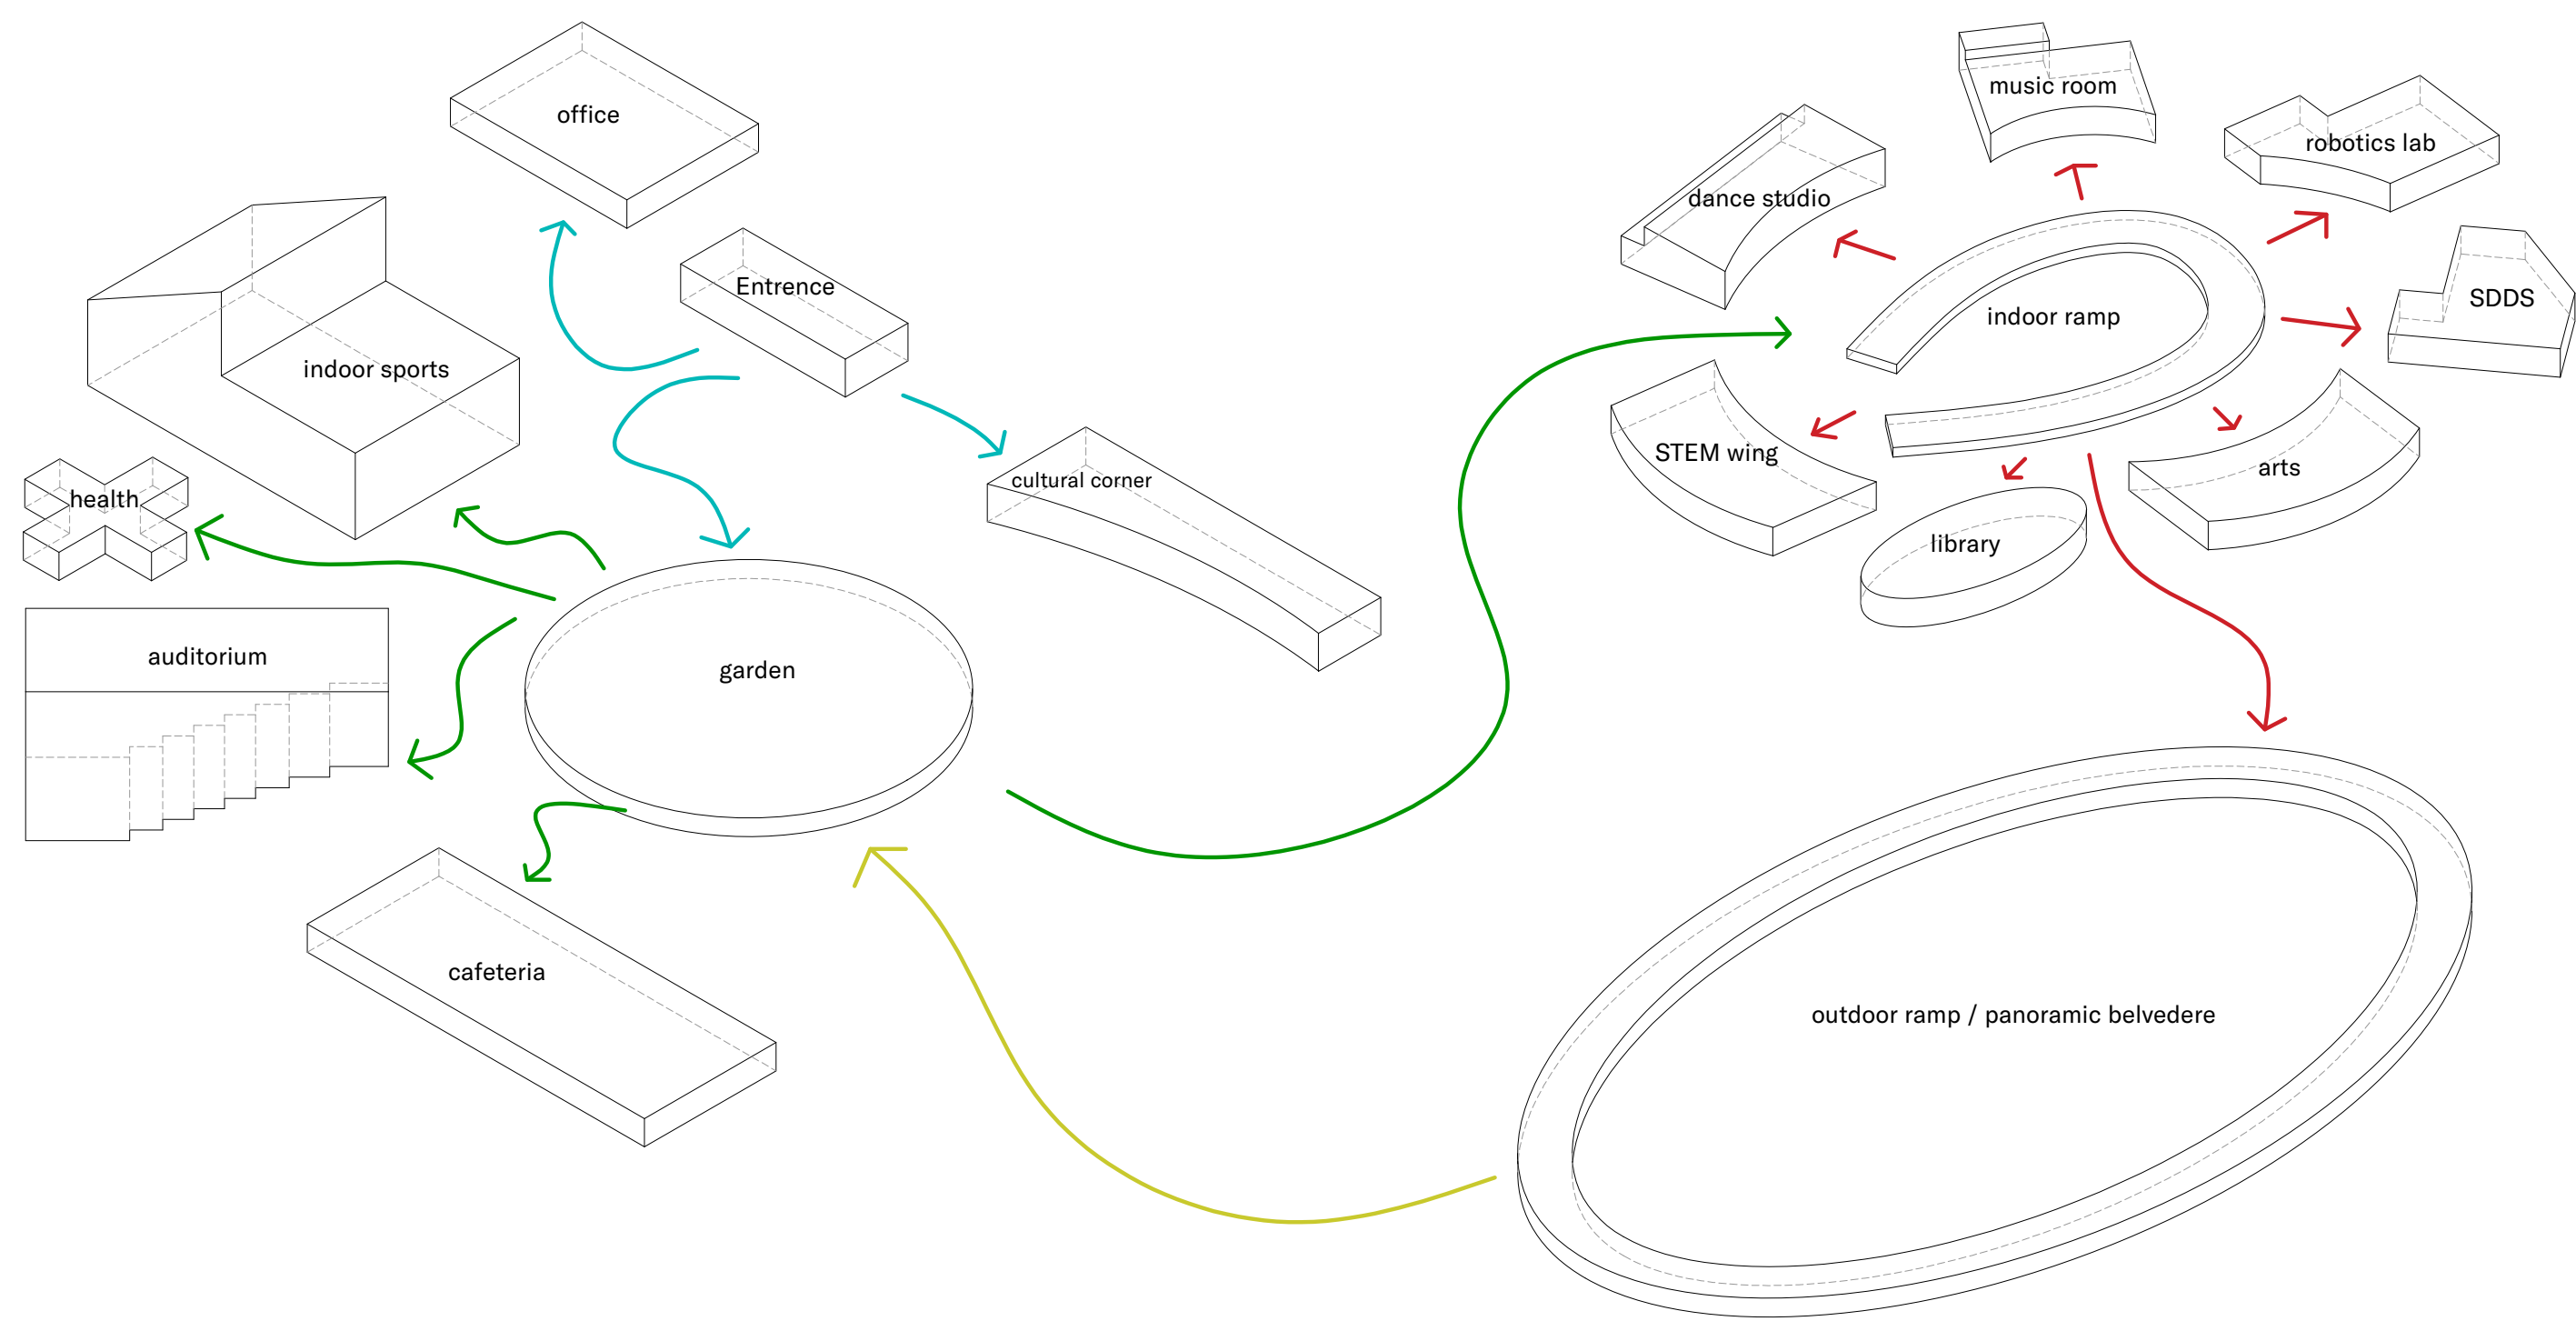 office
Entrence
indoor sports
health
cultural corner
auditorium
garden
cafeteria
music room
robotics lab
dance studio
SDDS
indoor ramp
STEM wing
arts
library
outdoor ramp / panoramic belvedere